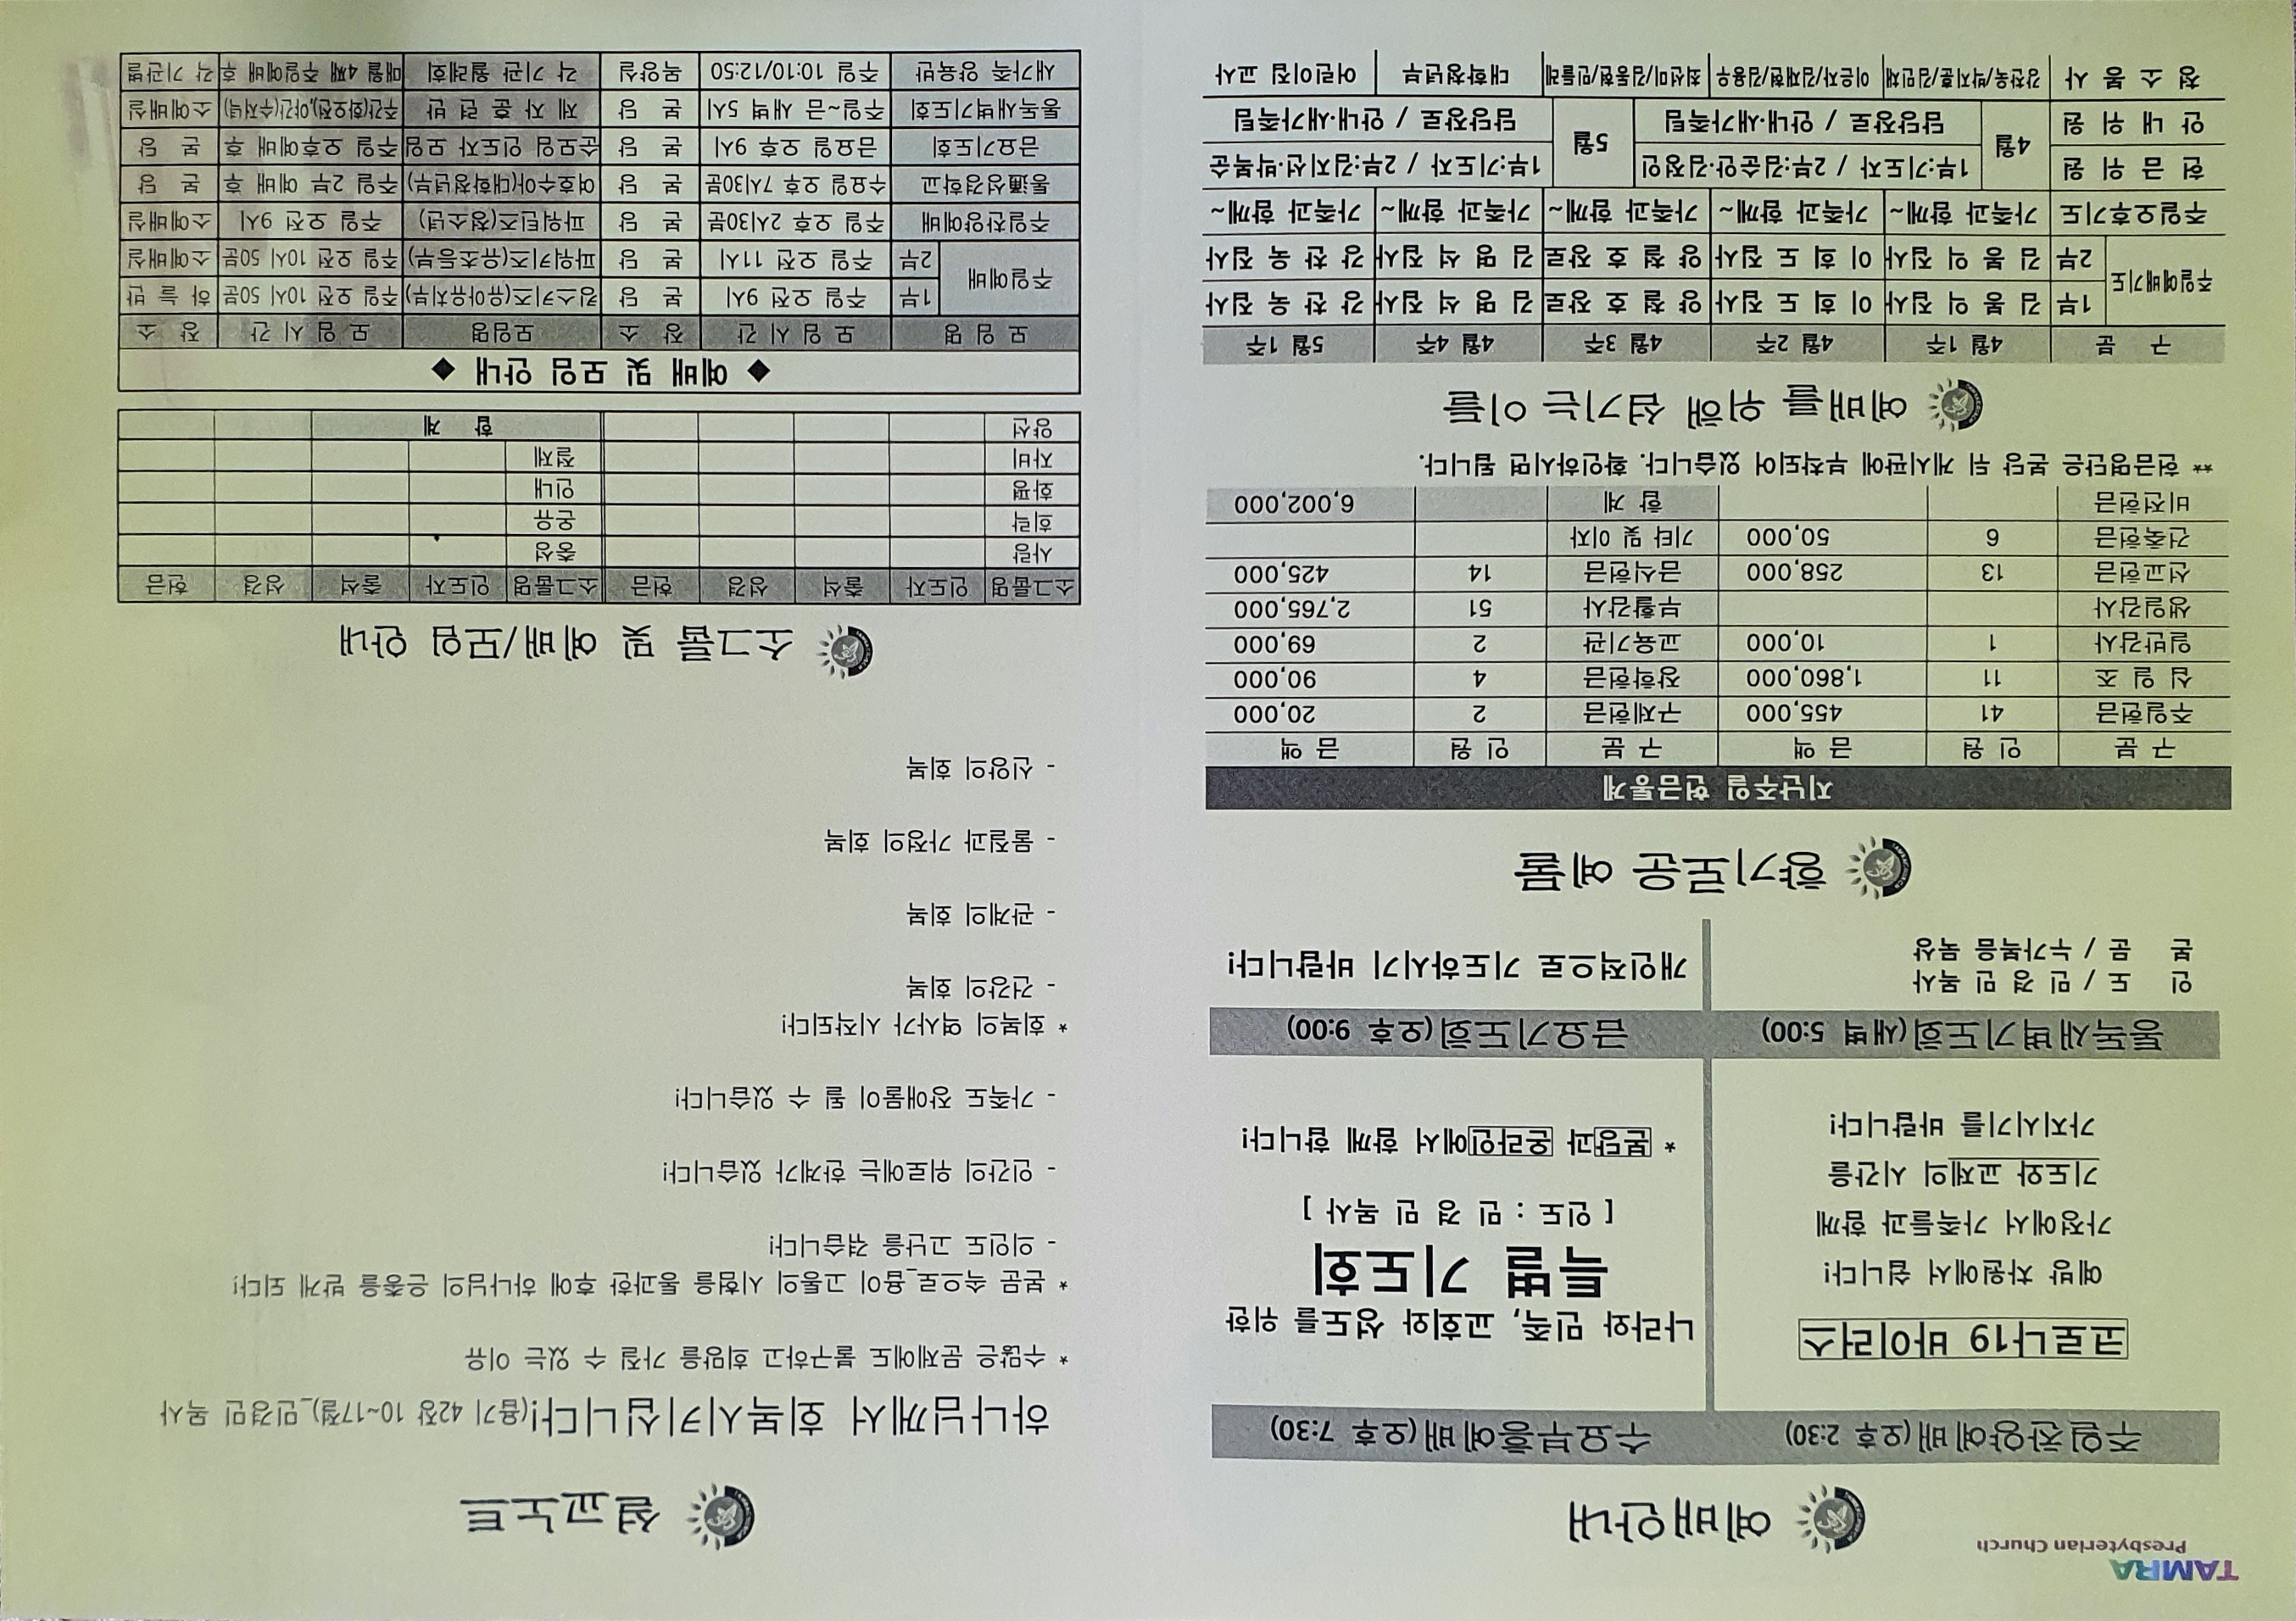 TAMRA
Presbyterian Church
예배안내
주일찬양예배(오후 2:30) 수요부흥예배(오후 7:30)
코로나19 바이러스
예방 차원에서 쉽니다!
가정에서 가족들과 함께
기도와 교제의 시간을
가지시기를 바랍니다!
나라와 민족, 교회와 성도를 위한
특별 기도회
[ 인도 : 민 경 민 목사 ]
* 본당과 온라인에서 함께 합니다!
통독새벽기도회(새벽 5:00) 금요기도회(오후 9:00)
인 도 / 민 경 민 목사
본 문 / 누가복음 묵상
개인적으로 기도하시기 바랍니다!
향기로운 예물
지난주일 헌금통계
구 분 인 원 금 액 구 분 인 원 금 액
주일헌금 41 455,000 구제헌금 2 20,000
십 일 조 11 1,860,000 장학헌금 4 90,000
일반감사 1 10,000 교육기관 2 69,000
생일감사 부활감사 51 2,765,000
선교헌금 13 258,000 금식헌금 14 425,000
건축헌금 6 50,000 기타 및 이자
비전헌금 합 계 6,002,000
** 헌금명단은 본당 뒤 게시판에 부착되어 있습니다. 확인하시면 됩니다.
예배를 위해 섬기는 이들
구 분 4월 1주 4월 2주 4월 3주 4월 4주 5월 1주
주일예배기도 1부 김 봉 익 집사 이 희 도 집사 양 철 호 장로 김 명 석 집사 강 찬 욱 집사
2부 김 봉 익 집사 이 희 도 집사 양 철 호 장로 김 명 석 집사 강 찬 욱 집사
주일오후기도 가족과 함께~ 가족과 함께~ 가족과 함께~ 가족과 함께~ 가족과 함께~
헌 금 위 원 4월 1부:기도자 / 2부:김순안·김정인 5월 1부:기도자 / 2부:김지선·박복순
안 내 위 원 담당장로 / 안내·새가족팀 담당장로 / 안내·새가족팀
청 소 봉 사 강찬욱/박지훈/김민재 이은자/김재현/김용우 최선미/김동현/민들레 대학청년부 어린이집 교사
설교노트
하나님께서 회복시키십니다!(욥기 42장 10~17절)_민경민 목사
* 수많은 문제에도 불구하고 희망을 가질 수 있는 이유
* 본문 속으로_욥이 고통의 시험을 통과한 후에 하나님의 은총을 받게 되다!
- 의인도 고난을 겪습니다!
- 인간의 위로에는 한계가 있습니다!
- 가족도 장애물이 될 수 있습니다!
* 회복의 역사가 시작되다!
- 건강의 회복
- 관계의 회복
- 물질과 가정의 회복
- 신앙의 회복
소그룹 및 예배/모임 안내
소그룹명 인도자 출석 성경 헌금 소그룹명 인도자 출석 성경 헌금
사랑 충성
희락 온유
화평 인내
자비 절제
양선 합 계
◆ 예배 및 모임 안내 ◆
모 임 명 모 임 시 간 장 소 모임명 모 임 시 간 장 소
주일예배 1부 주일 오전 9시 본 당 킹스키즈(유아유치부) 주일 오전 10시 50분 하 늘 반
2부 주일 오전 11시 본 당 파워키즈(유초등부) 주일 오전 10시 50분 소예배실
주일찬양예배 주일 오후 2시30분 본 당 파워틴즈(청소년) 주일 오전 9시 소예배실
통通성경학교 수요일 오후 7시30분 본 당 여호수아(대학청년부) 주일 2부 예배 후 본 당
금요기도회 금요일 오후 9시 본 당 순모임 인도자 모임 주일 오후예배 후 본 당
통독새벽기도회 주일~금 새벽 5시 본 당 제 자 훈 련 반 주간(화오전),야간(수저녁) 소예배실
새가족 양육반 주일 10:10/12:50 목양실 각 기관 월례회 매월 4째 주일예배 후 각 기관별